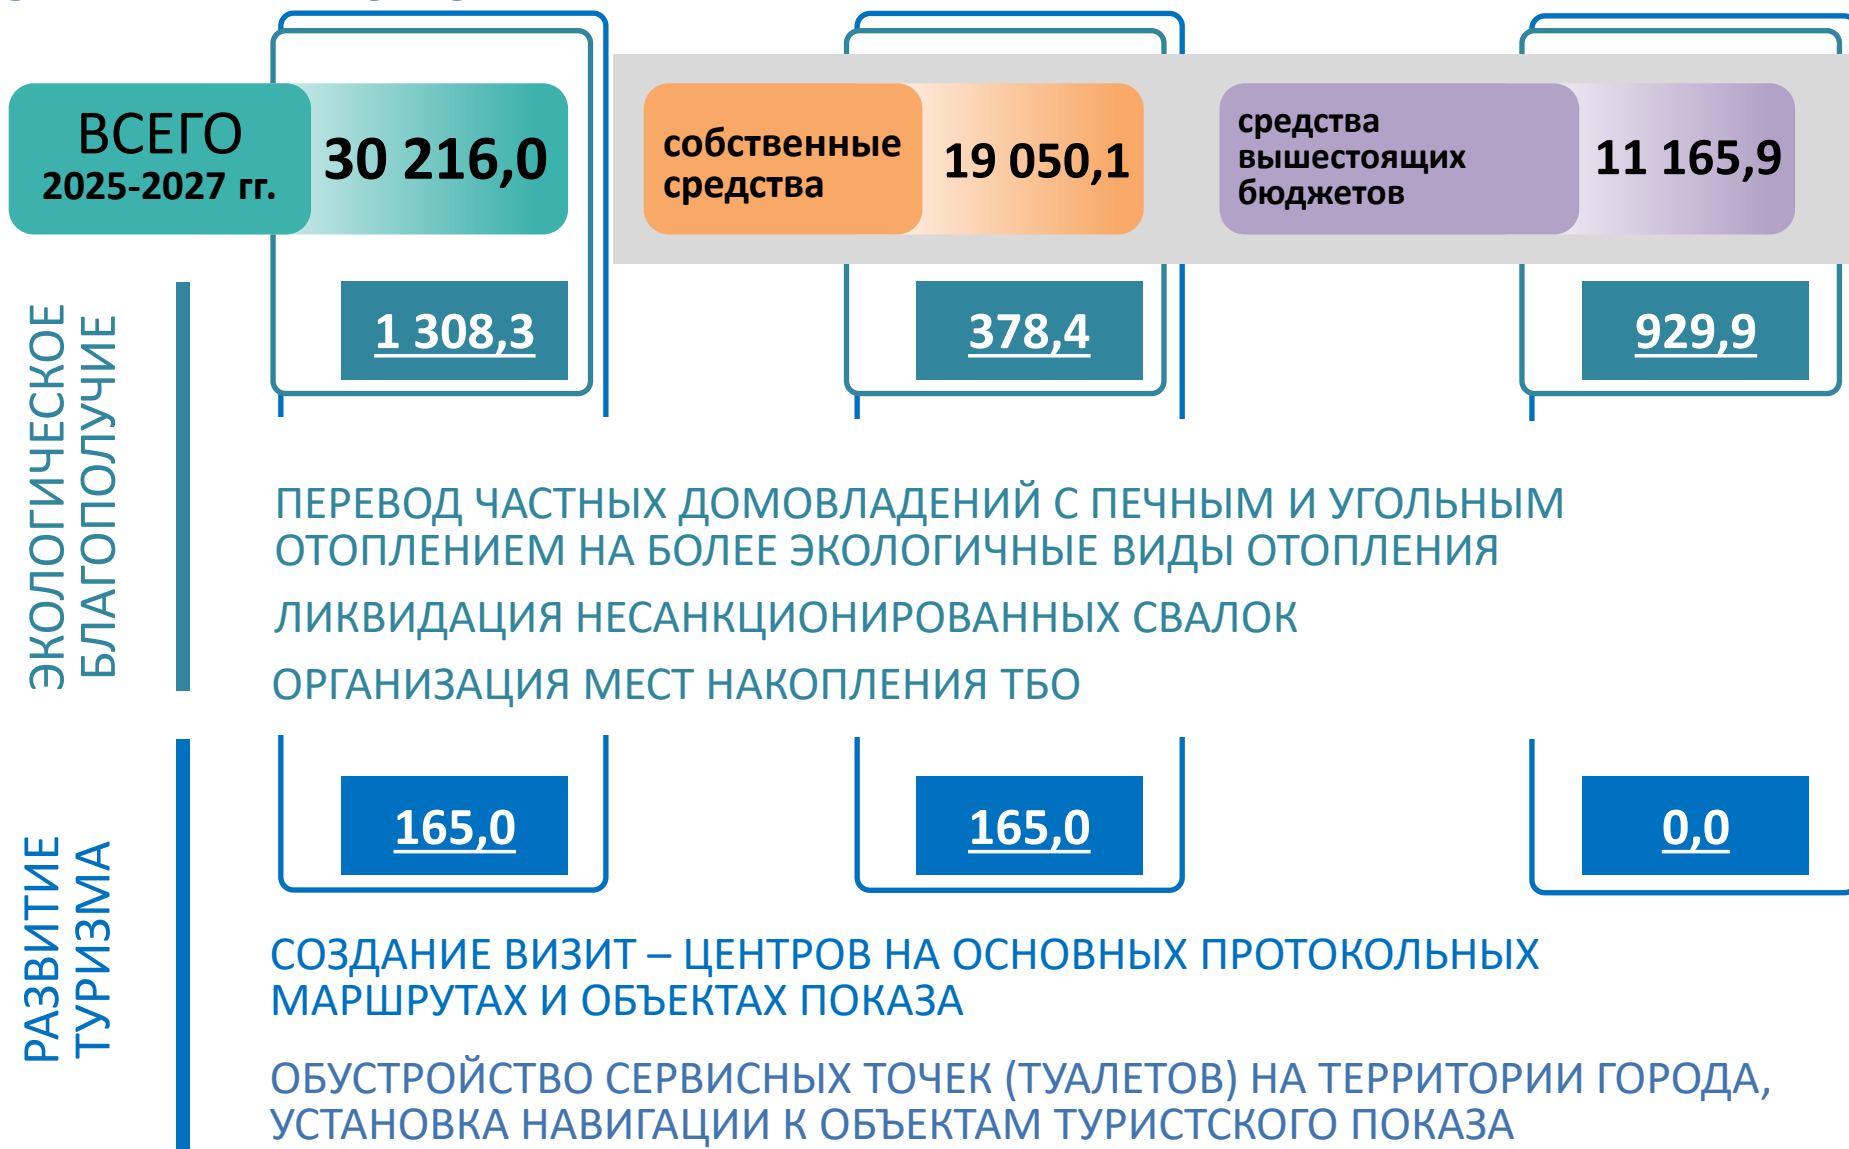 ВСЕГО
2025-2027 гг.
30 216,0
собственные
средства
19 050,1
средства
вышестоящих
бюджетов
11 165,9
ЭКОЛОГИЧЕСКОЕ
БЛАГОПОЛУЧИЕ
1 308,3
378,4
929,9
ПЕРЕВОД ЧАСТНЫХ ДОМОВЛАДЕНИЙ С ПЕЧНЫМ И УГОЛЬНЫМ
ОТОПЛЕНИЕМ НА БОЛЕЕ ЭКОЛОГИЧНЫЕ ВИДЫ ОТОПЛЕНИЯ
ЛИКВИДАЦИЯ НЕСАНКЦИОНИРОВАННЫХ СВАЛОК
ОРГАНИЗАЦИЯ МЕСТ НАКОПЛЕНИЯ ТБО
РАЗВИТИЕ
ТУРИЗМА
165,0
165,0
0,0
СОЗДАНИЕ ВИЗИТ – ЦЕНТРОВ НА ОСНОВНЫХ ПРОТОКОЛЬНЫХ
МАРШРУТАХ И ОБЪЕКТАХ ПОКАЗА
ОБУСТРОЙСТВО СЕРВИСНЫХ ТОЧЕК (ТУАЛЕТОВ) НА ТЕРРИТОРИИ ГОРОДА,
УСТАНОВКА НАВИГАЦИИ К ОБЪЕКТАМ ТУРИСТСКОГО ПОКАЗА